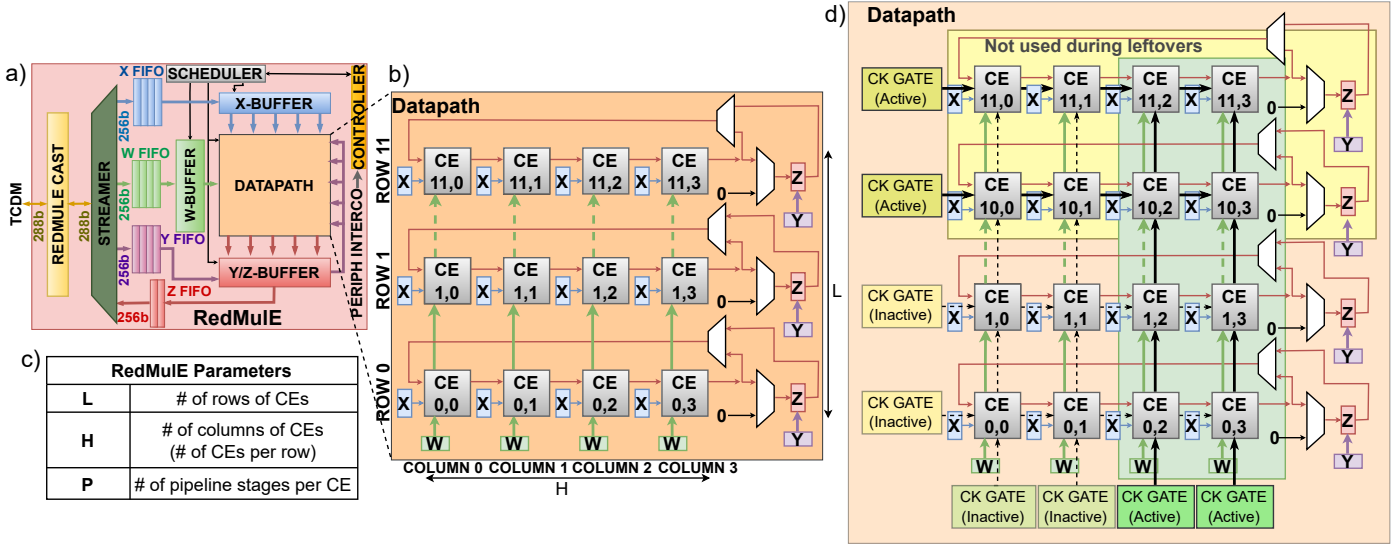 a)
X FIFO
256b
SCHEDULER
X-BUFFER
CONTROLLER
TCDM
288b
REDMULE CAST
288b
STREAMER
W FIFO
256b
W-BUFFER
DATAPATH
Y FIFO
256b
Y/Z-BUFFER
Z FIFO
256b
RedMulE
PERIPH INTERCO
b)
Datapath
ROW 11
X
CE
11,0
X
CE
11,1
X
CE
11,2
X
CE
11,3
0
Z
Y
ROW 1
X
CE
1,0
X
CE
1,1
X
CE
1,2
X
CE
1,3
0
Z
Y
ROW 0
X
CE
0,0
X
CE
0,1
X
CE
0,2
X
CE
0,3
0
Z
Y
W
W
W
W
COLUMN 0
COLUMN 1
COLUMN 2
COLUMN 3
H
L
c)
RedMulE Parameters
L
# of rows of CEs
H
# of columns of CEs
(# of CEs per row)
P
# of pipeline stages per CE
d)
Datapath
Not used during leftovers
CK GATE
(Active)
X
CE
11,0
X
CE
11,1
X
CE
11,2
X
CE
11,3
0
Z
Y
CK GATE
(Active)
X
CE
10,0
X
CE
10,1
X
CE
10,2
X
CE
10,3
0
Z
Y
CK GATE
(Inactive)
X
CE
1,0
X
CE
1,1
X
CE
1,2
X
CE
1,3
0
Z
Y
CK GATE
(Inactive)
X
CE
0,0
X
CE
0,1
X
CE
0,2
X
CE
0,3
0
Z
Y
W
W
W
W
CK GATE
(Inactive)
CK GATE
(Inactive)
CK GATE
(Active)
CK GATE
(Active)